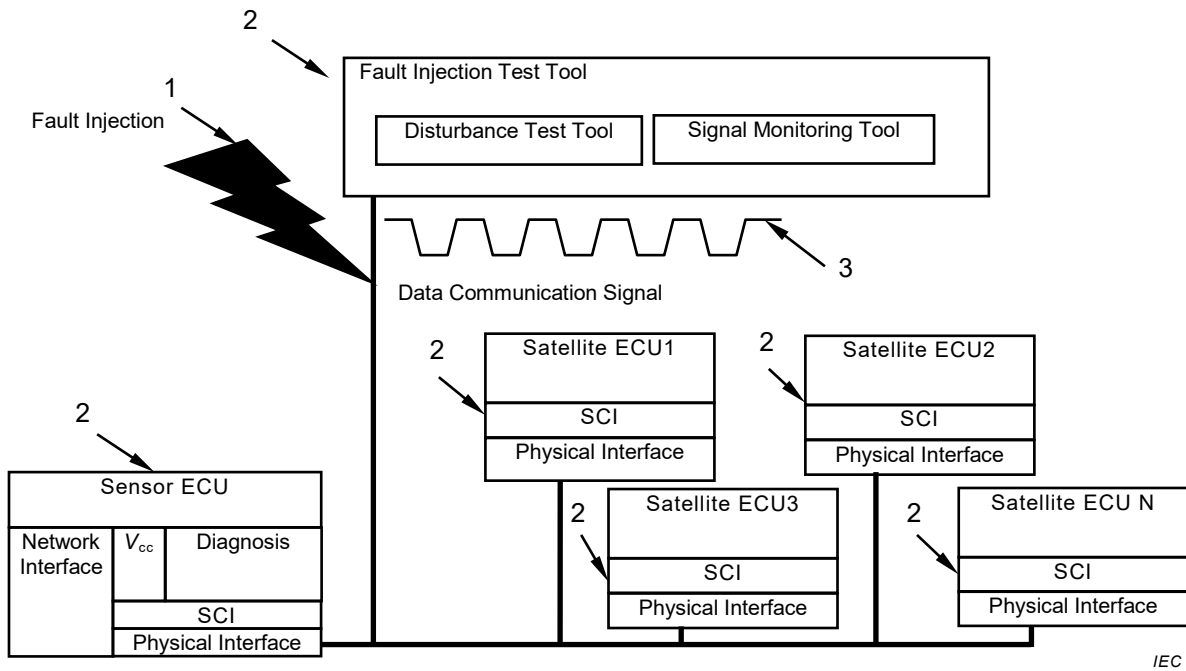 2
Fault Injection Test Tool
1
Fault Injection
Disturbance Test Tool
Signal Monitoring Tool
3
Data Communication Signal
2
Satellite ECU1
SCI
Physical Interface
2
Satellite ECU2
SCI
Physical Interface
2
Sensor ECU
Network
Interface
Vcc
Diagnosis
SCI
Physical Interface
2
Satellite ECU3
SCI
Physical Interface
2
Satellite ECU N
SCI
Physical Interface
IEC